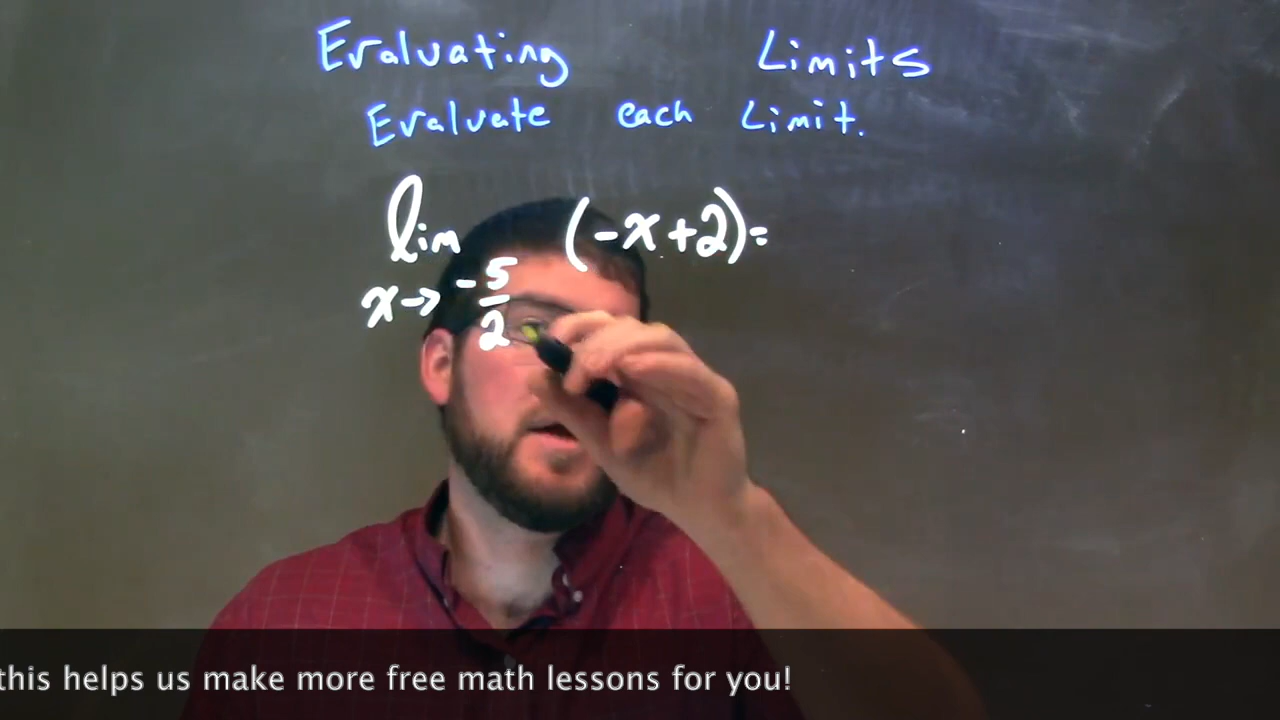 Evaluating Limits
Evaluate each Limit.
lim (-x+2)=
x→ -5/2
this helps us make more free math lessons for you!